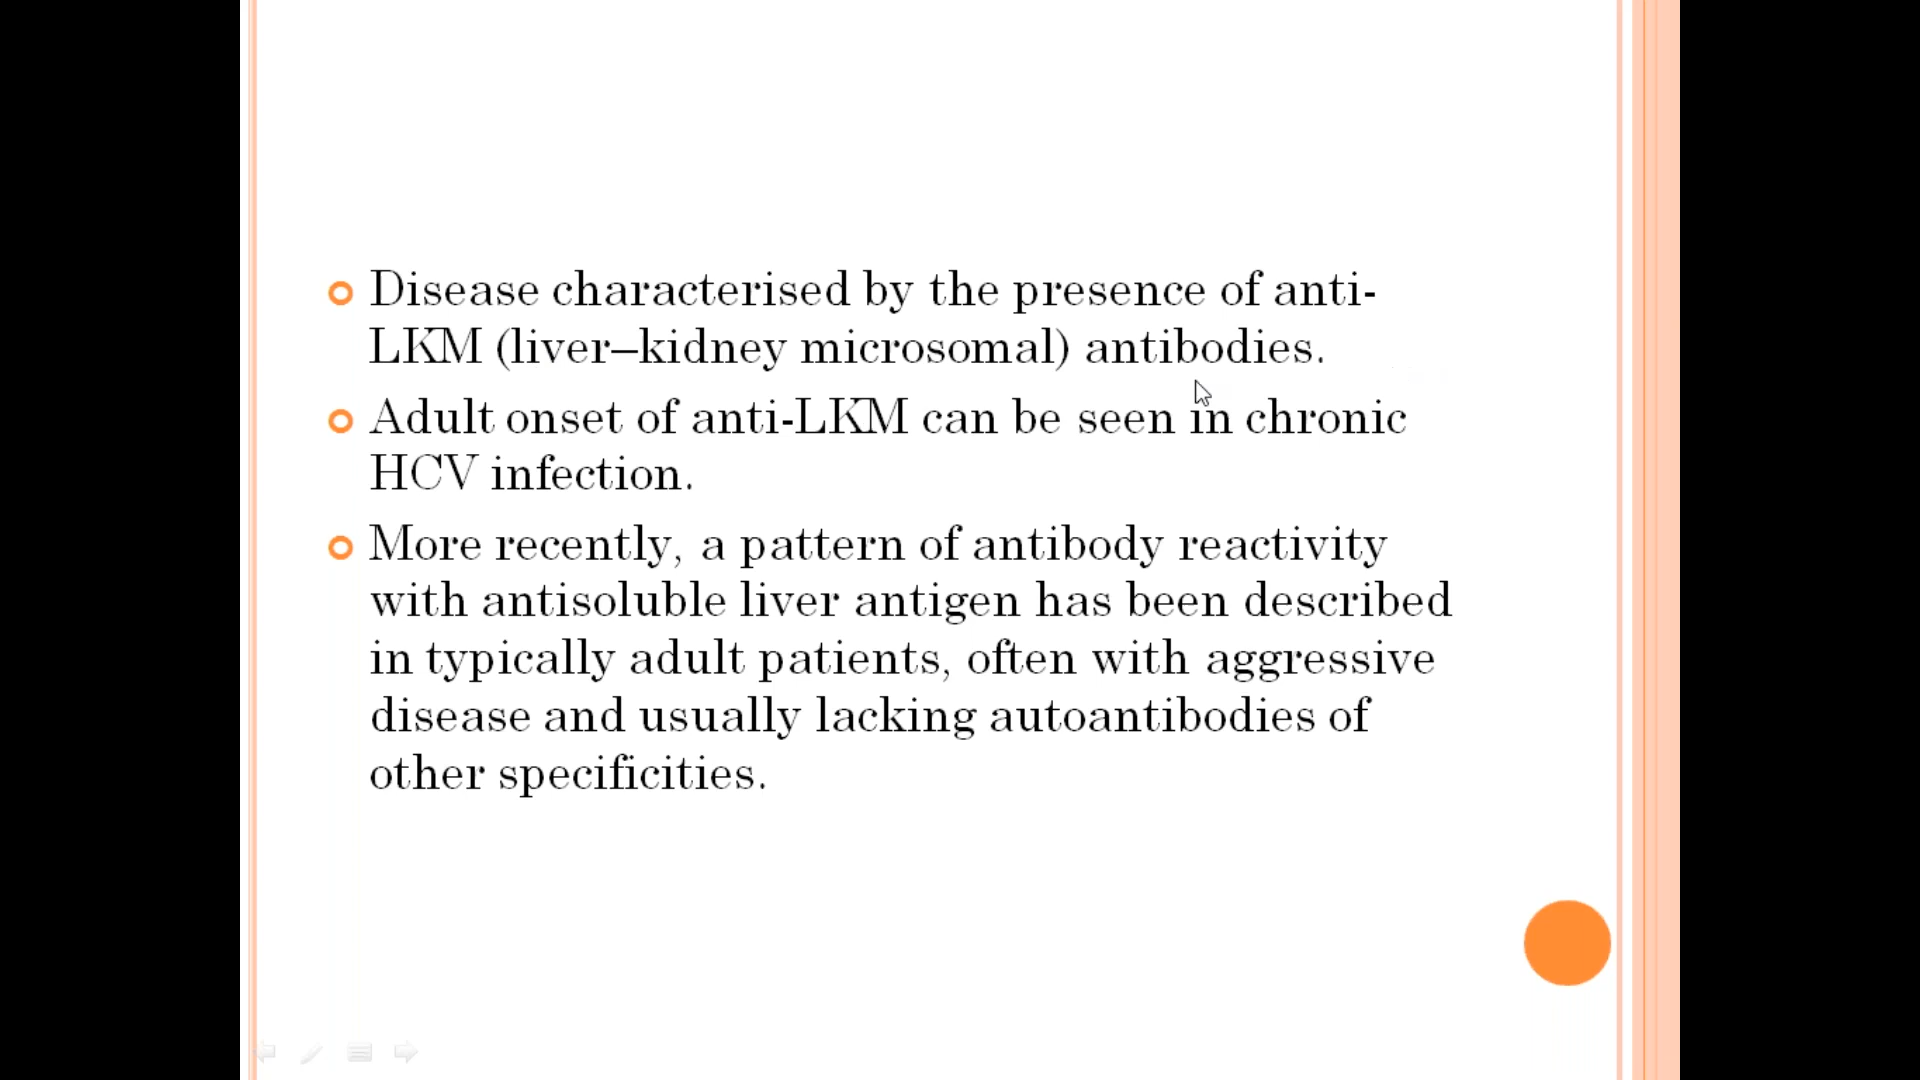 Disease characterised by the presence of anti-
LKM (liver–kidney microsomal) antibodies.
Adult onset of anti-LKM can be seen in chronic
HCV infection.
More recently, a pattern of antibody reactivity
with antisoluble liver antigen has been described
in typically adult patients, often with aggressive
disease and usually lacking autoantibodies of
other specificities.